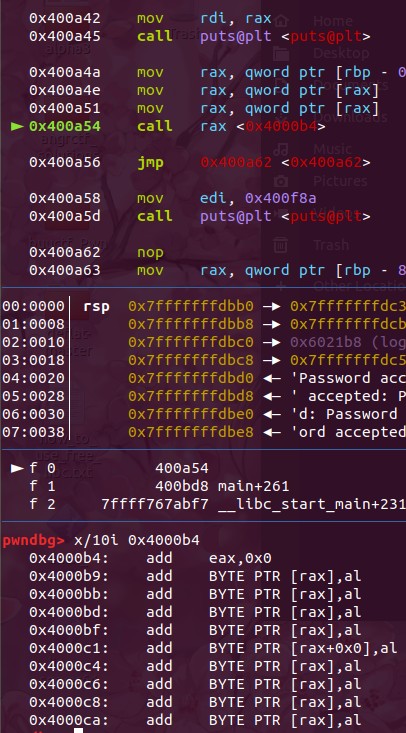 0x400a42 mov rdi, rax
0x400a45 call puts@plt <puts@plt>
0x400a4a mov rax, qword ptr [rbp - 0
0x400a4e mov rax, qword ptr [rax]
0x400a51 mov rax, qword ptr [rax]
► 0x400a54 call rax <0x4000b4>
0x400a56 jmp 0x400a62 <0x400a62>
0x400a58 mov edi, 0x400f8a
0x400a5d call puts@plt <puts@plt>
0x400a62 nop
0x400a63 mov rax, qword ptr [rbp - 8
Home
Desktop
Downloads
Music
Pictures
Trash
Other Locatio
00:0000│ rsp 0x7fffffffdbb0 —▸ 0x7fffffffdc3
01:0008│ 0x7fffffffdbb8 —▸ 0x7fffffffdcb
02:0010│ 0x7fffffffdbc0 —▸ 0x6021b8 (log
03:0018│ 0x7fffffffdbc8 —▸ 0x7fffffffdc5
04:0020│ 0x7fffffffdbd0 ◂— 'Password acc
05:0028│ 0x7fffffffdbd8 ◂— ' accepted: P
06:0030│ 0x7fffffffdbe0 ◂— 'd: Password
07:0038│ 0x7fffffffdbe8 ◂— 'ord accepted
► f 0 400a54
f 1 400bd8 main+261
f 2 7ffff767abf7 __libc_start_main+231
pwndbg> x/10i 0x4000b4
0x4000b4: add eax,0x0
0x4000b9: add BYTE PTR [rax],al
0x4000bb: add BYTE PTR [rax],al
0x4000bd: add BYTE PTR [rax],al
0x4000bf: add BYTE PTR [rax],al
0x4000c1: add BYTE PTR [rax+0x0],al
0x4000c4: add BYTE PTR [rax],al
0x4000c6: add BYTE PTR [rax],al
0x4000c8: add BYTE PTR [rax],al
0x4000ca: add BYTE PTR [rax],al